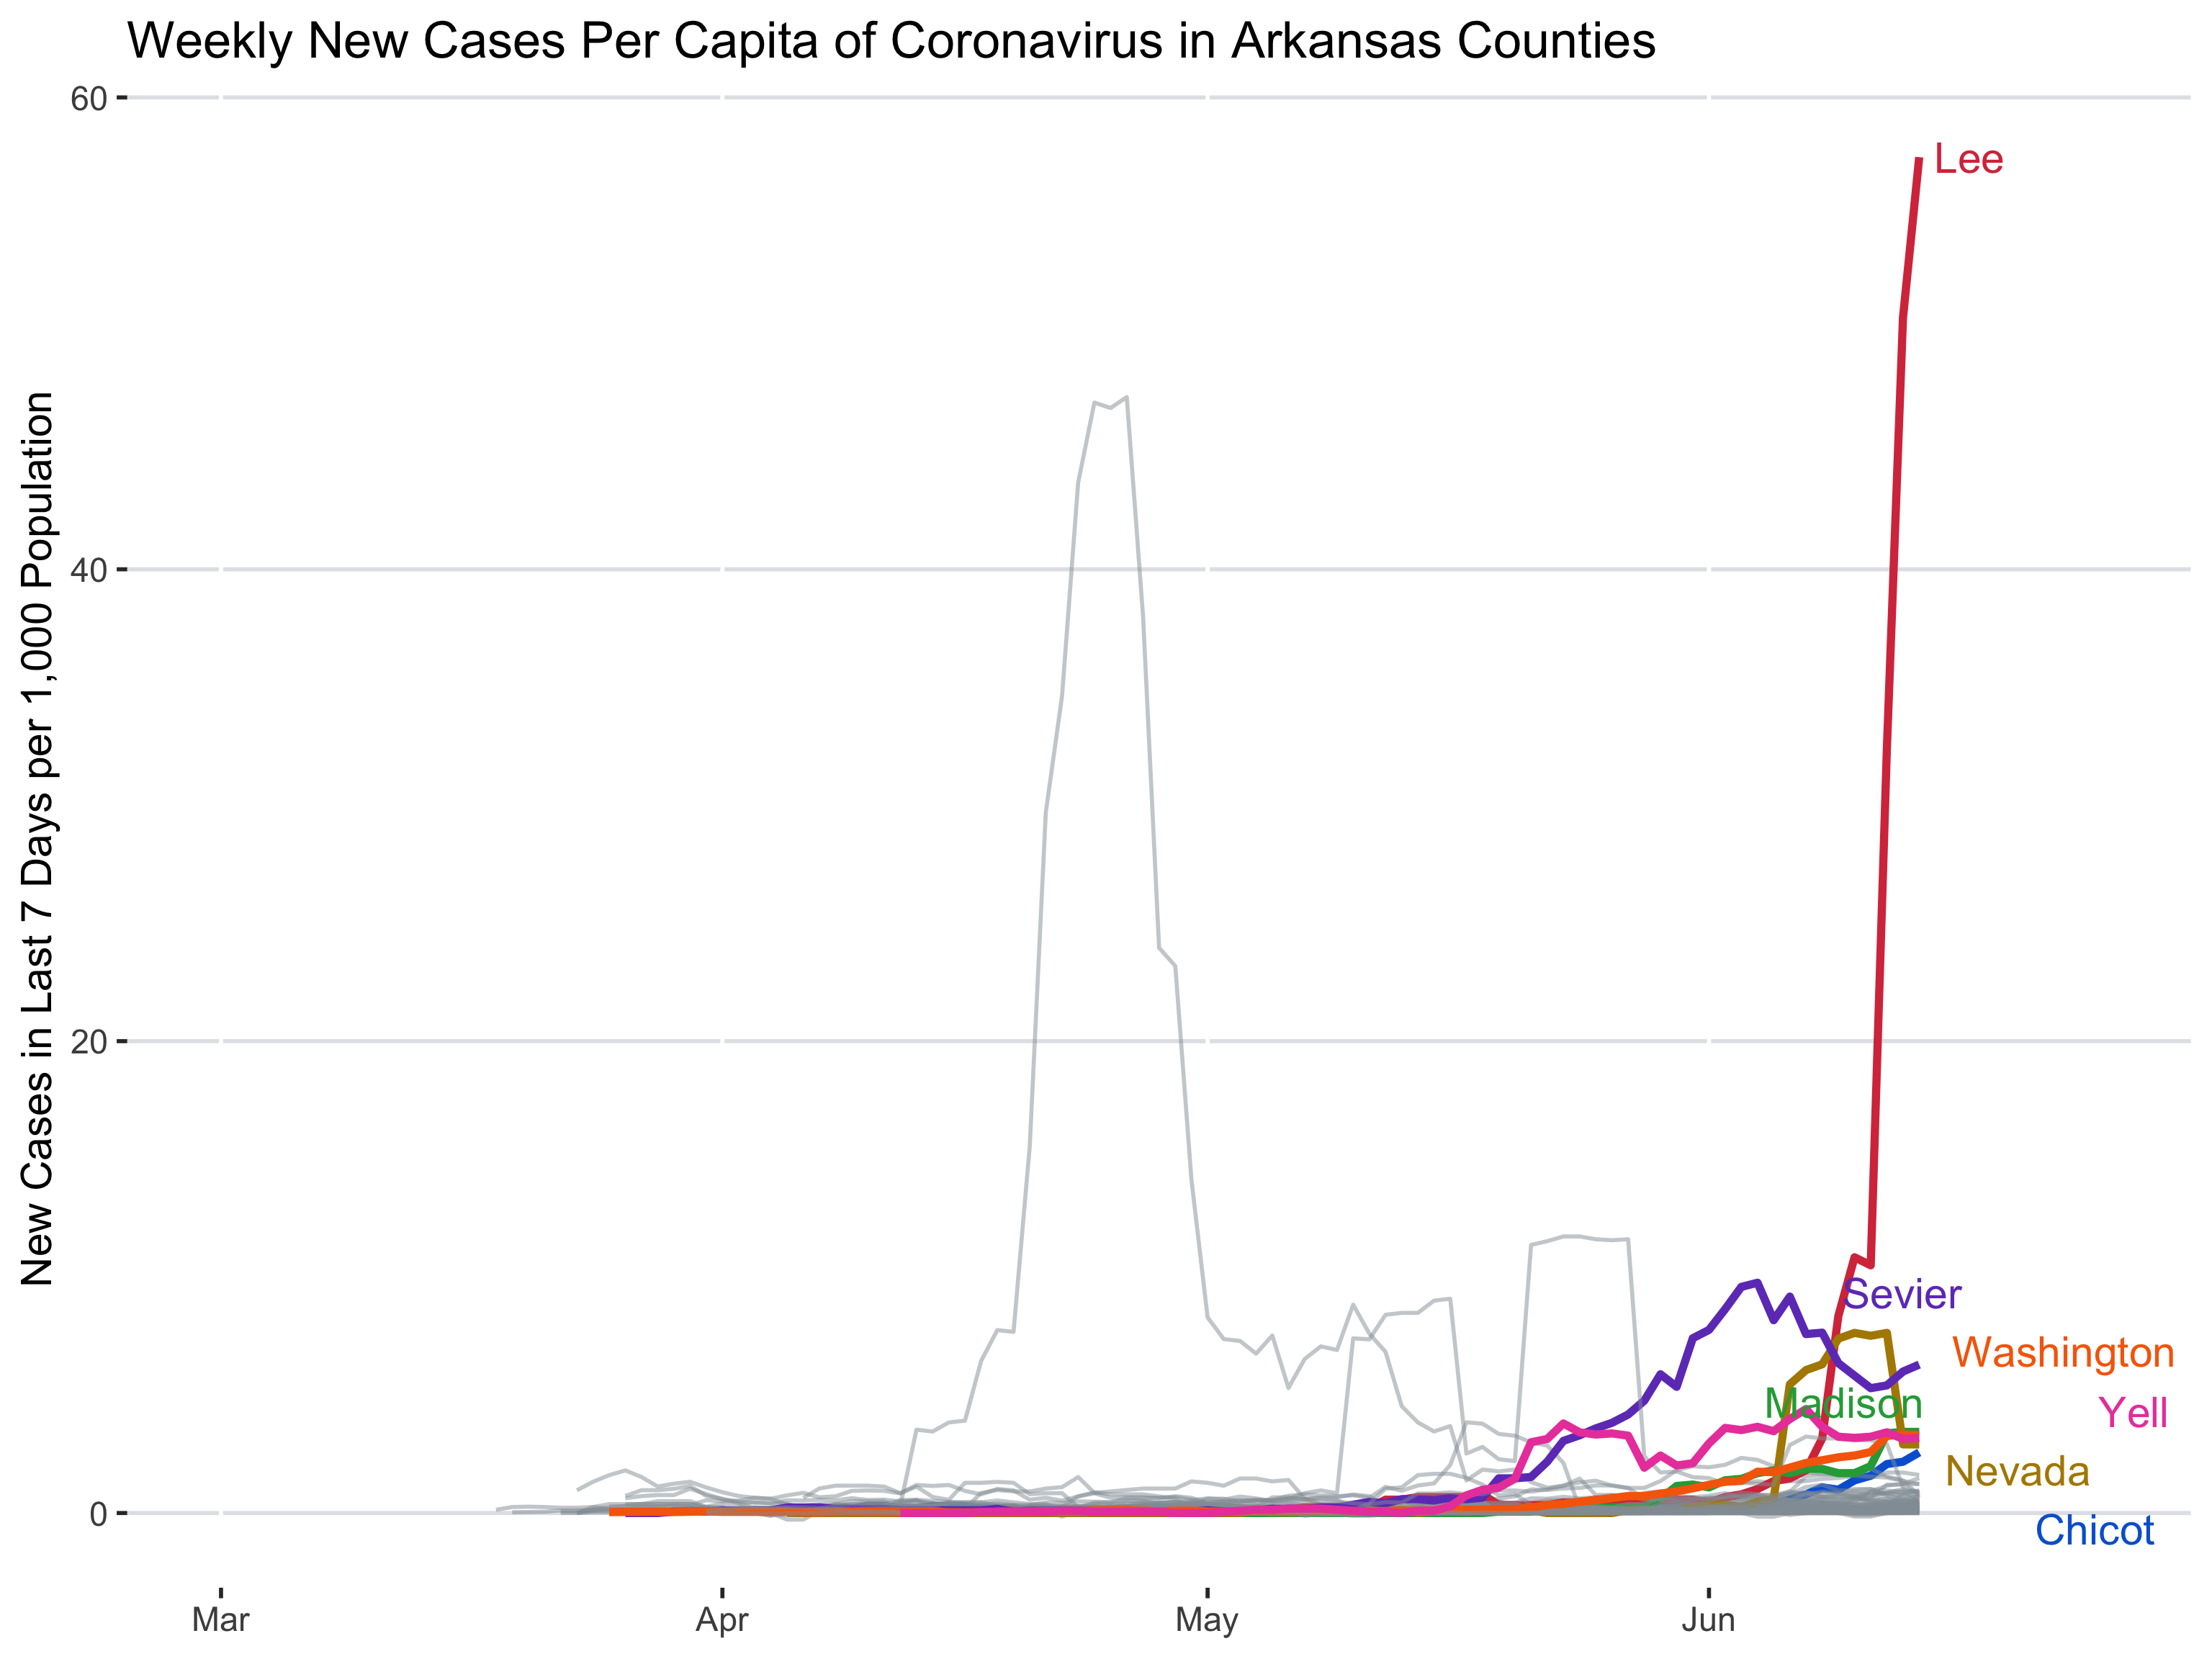 Weekly New Cases Per Capita of Coronavirus in Arkansas Counties
New Cases in Last 7 Days per 1,000 Population
60
40
20
0
Lee
Sevier
Washington
Madison
Yell
Nevada
Chicot
Mar
Apr
May
Jun